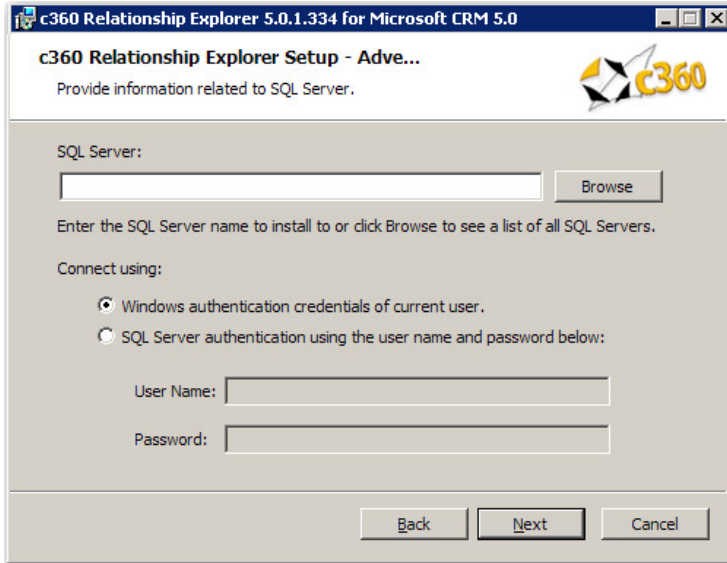 c360 Relationship Explorer 5.0.1.334 for Microsoft CRM 5.0
c360 Relationship Explorer Setup - Adve...
Provide information related to SQL Server.
c360
SQL Server:
Browse
Enter the SQL Server name to install to or click Browse to see a list of all SQL Servers.
Connect using:
Windows authentication credentials of current user.
SQL Server authentication using the user name and password below:
User Name:
Password:
Back Next Cancel